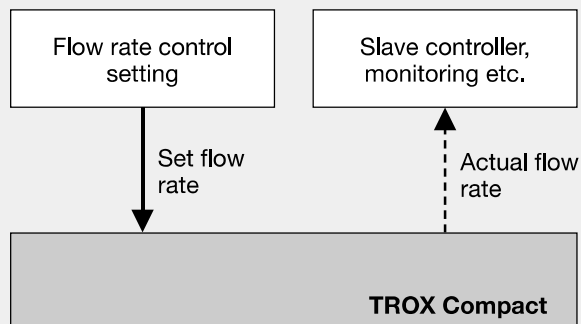 Flow rate control
setting
Slave controller,
monitoring etc.
Set flow
rate
Actual flow
rate
TROX Compact